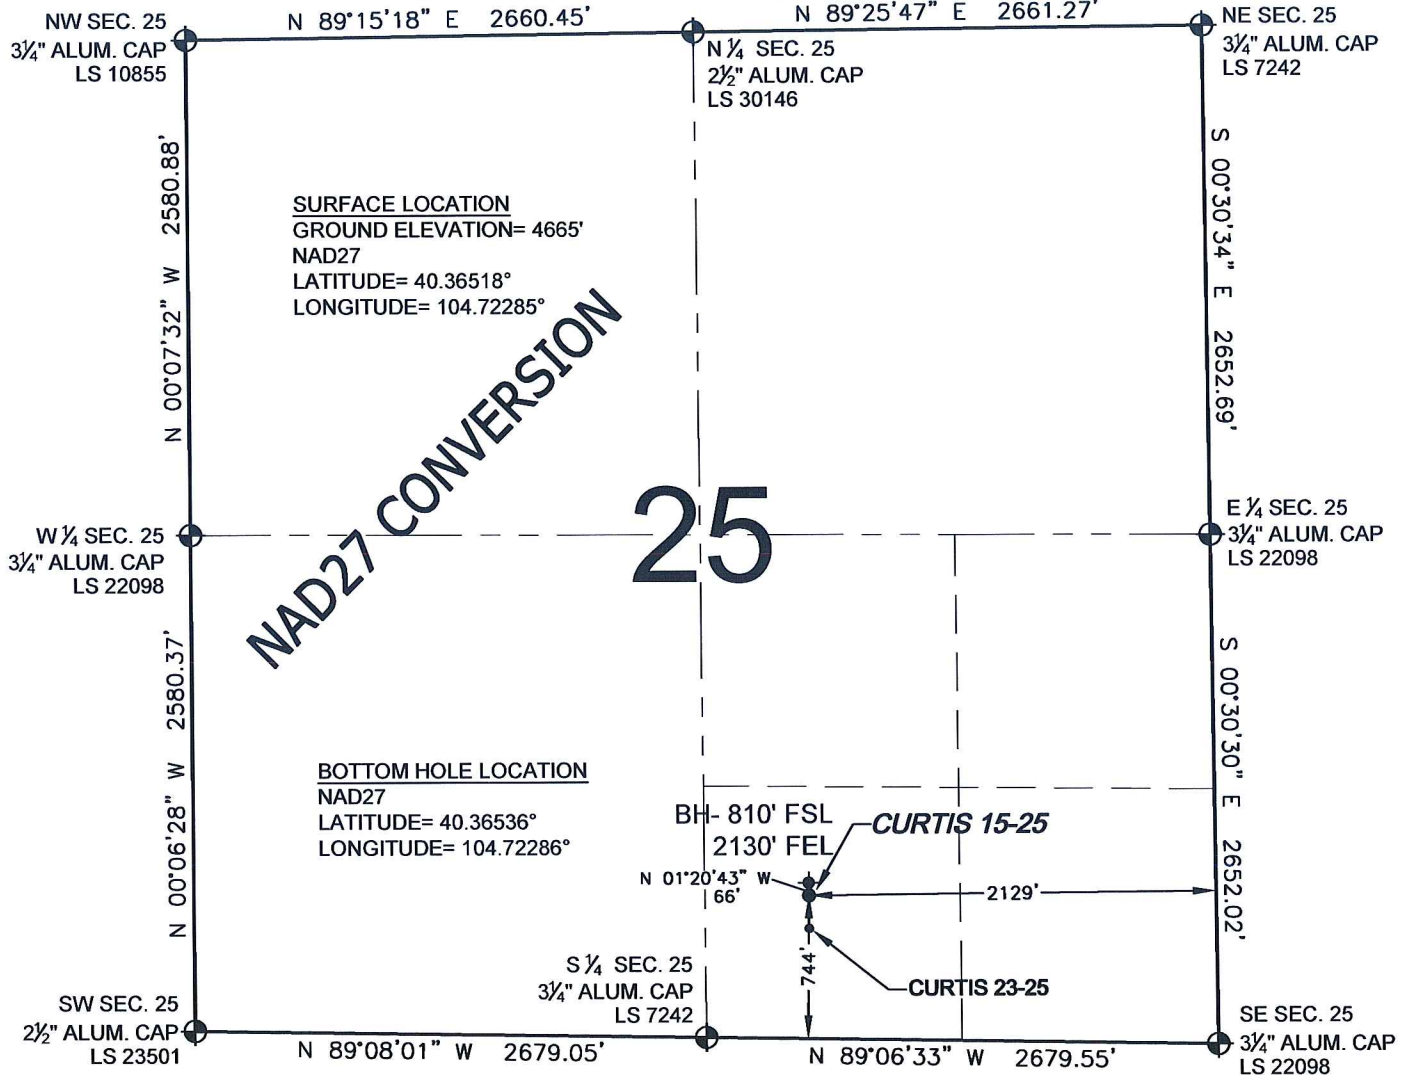 NW SEC. 25
3¼" ALUM. CAP
LS 10855
N 89°15'18" E 2660.45'
N ¼ SEC. 25
2½" ALUM. CAP
LS 30146
N 89°25'47" E 2661.27'
NE SEC. 25
3¼" ALUM. CAP
LS 7242
N 00°07'32" W 2580.88'
SURFACE LOCATION
GROUND ELEVATION= 4665'
NAD27
LATITUDE= 40.36518°
LONGITUDE= 104.72285°
S 00°30'34" E 2652.69'
NAD27 CONVERSION
25
W ¼ SEC. 25
3¼" ALUM. CAP
LS 22098
E ¼ SEC. 25
3¼" ALUM. CAP
LS 22098
N 00°06'28" W 2580.37'
BOTTOM HOLE LOCATION
NAD27
LATITUDE= 40.36536°
LONGITUDE= 104.72286°
BH- 810' FSL
2130' FEL
CURTIS 15-25
N 01°20'43" W
66'
2129'
744'
CURTIS 23-25
S 00°30'30" E 2652.02'
SW SEC. 25
2½" ALUM. CAP
LS 23501
N 89°08'01" W 2679.05'
S ¼ SEC. 25
3¼" ALUM. CAP
LS 7242
N 89°06'33" W 2679.55'
SE SEC. 25
3¼" ALUM. CAP
LS 22098